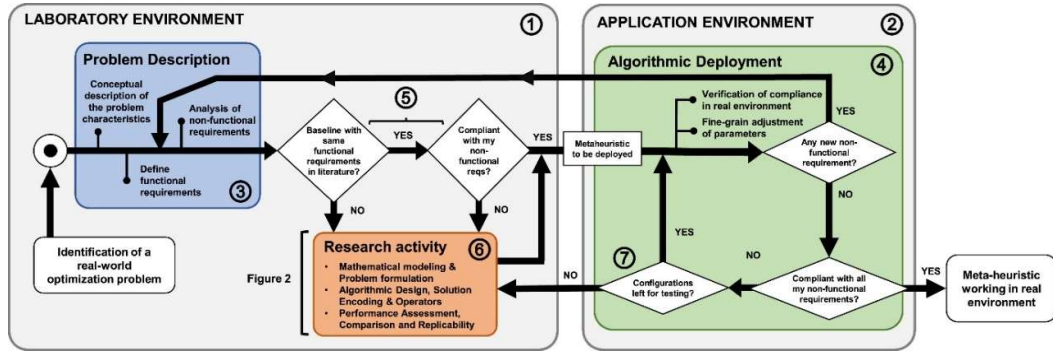 LABORATORY ENVIRONMENT
1
Problem Description
Conceptual
description of
the problem
characteristics
Analysis of
non-functional
requirements
Define
functional
requirements
3
Identification of a
real-world
optimization problem
Baseline with
same
functional
requirements
in literature?
5
YES
Compliant
with my
non-
functional
reqs?
YES
NO
NO
Figure 2
Research activity
6
• Mathematical modeling &
Problem formulation
• Algorithmic Design, Solution
Encoding & Operators
• Performance Assessment,
Comparison and Replicability
Metaheuristic
to be deployed
APPLICATION ENVIRONMENT
2
Algorithmic Deployment
4
Verification of compliance
in real environment
Fine-grain adjustment
of parameters
YES
Any new non-
functional
requirement?
NO
YES
7
NO
Configurations
left for testing?
NO
Compliant with all
my non-functional
requirements?
YES
Meta-heuristic
working in real
environment